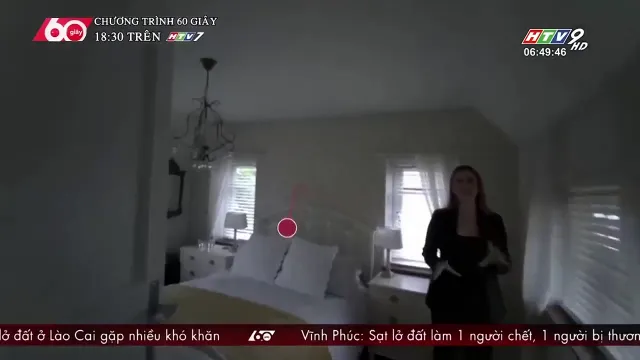 60 giây
CHƯƠNG TRÌNH 60 GIÂY
18:30 TRÊN HTV7
HTV9 HD
06:49:46
lở đất ở Lào Cai gặp nhiều khó khăn 60 Vĩnh Phúc: Sạt lở đất làm 1 người chết, 1 người bị thươn